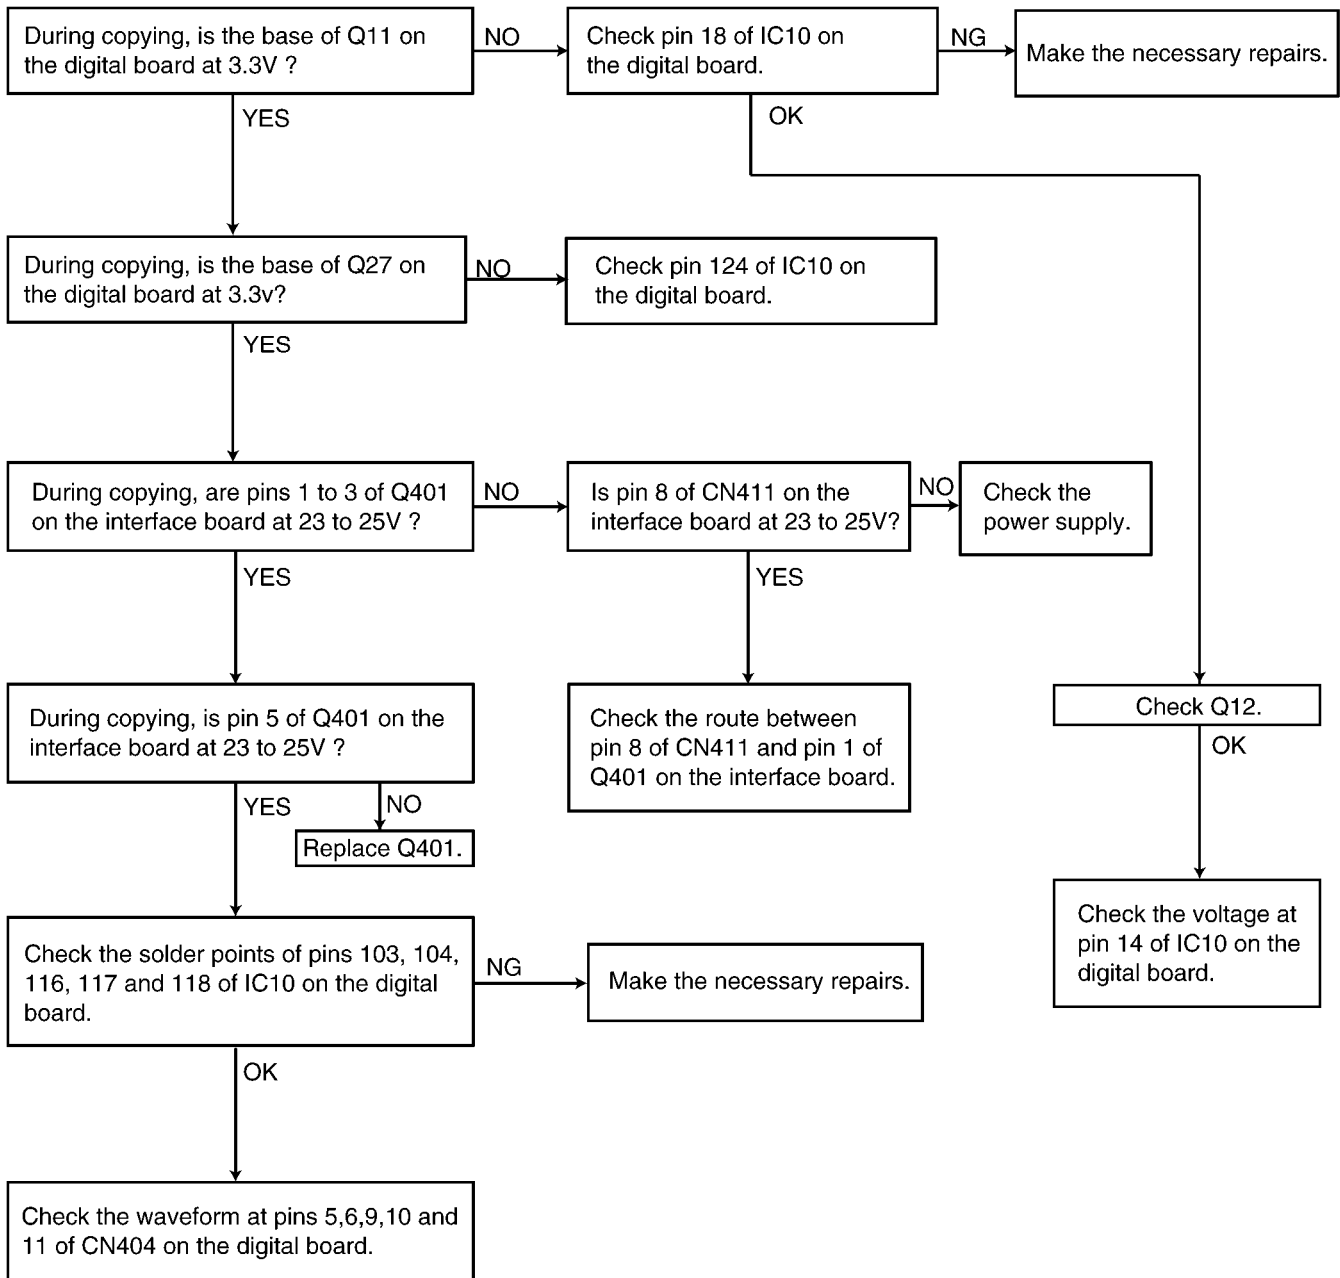 During copying, is the base of Q11 on
the digital board at 3.3V ?
NO
Check pin 18 of IC10 on
the digital board.
NG
Make the necessary repairs.
YES
OK
During copying, is the base of Q27 on
the digital board at 3.3v?
NO
Check pin 124 of IC10 on
the digital board.
YES
During copying, are pins 1 to 3 of Q401
on the interface board at 23 to 25V ?
NO
Is pin 8 of CN411 on the
interface board at 23 to 25V?
NO
Check the
power supply.
YES
YES
During copying, is pin 5 of Q401 on the
interface board at 23 to 25V ?
Check the route between
pin 8 of CN411 and pin 1 of
Q401 on the interface board.
Check Q12.
OK
YES
NO
Replace Q401.
Check the voltage at
pin 14 of IC10 on the
digital board.
Check the solder points of pins 103, 104,
116, 117 and 118 of IC10 on the digital
board.
NG
Make the necessary repairs.
OK
Check the waveform at pins 5,6,9,10 and
11 of CN404 on the digital board.